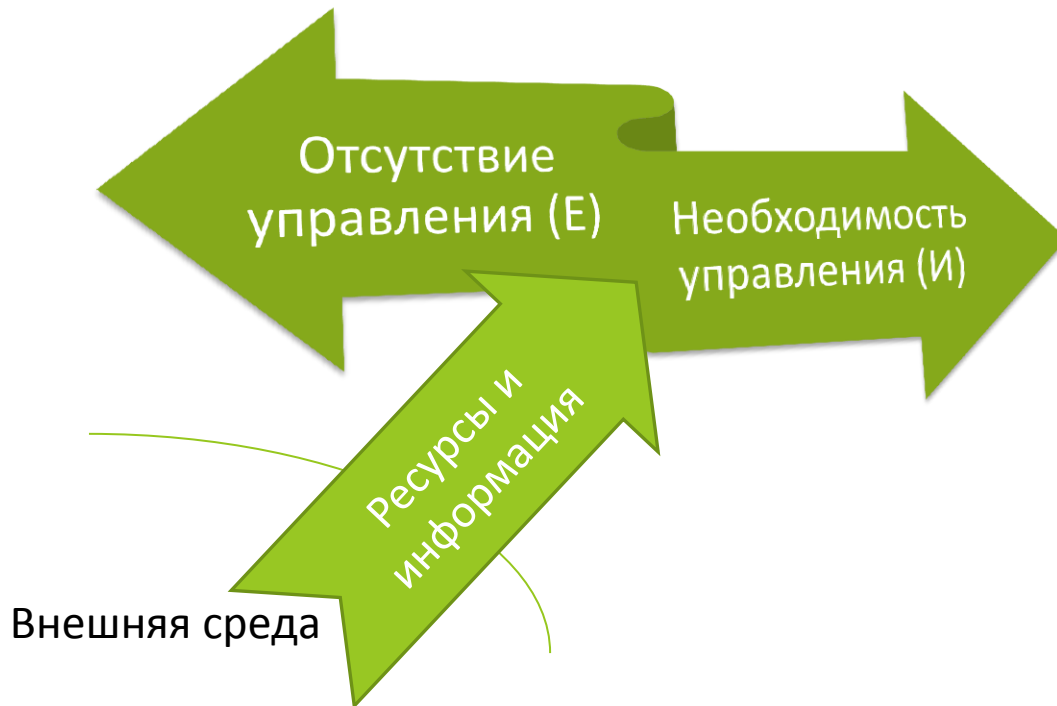 Отсутствие
управления (Е)
Необходимость
управления (И)
Ресурсы и
информация
Внешняя среда